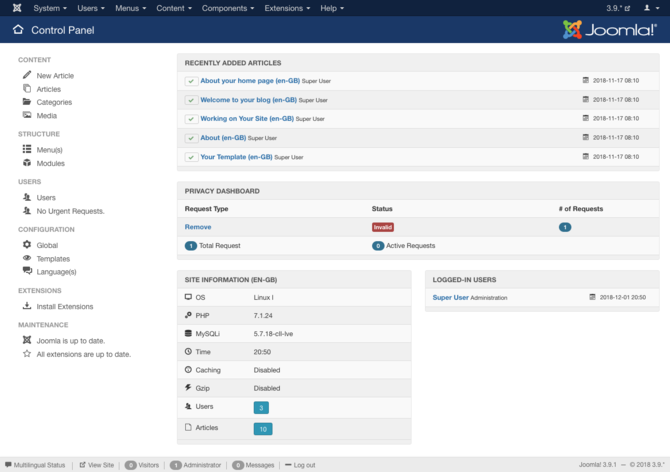 System Users Menus Content Components Extensions Help 3.9.*
Control Panel Joomla!®
CONTENT
New Article
Articles
Categories
Media
STRUCTURE
Menu(s)
Modules
USERS
Users
No Urgent Requests.
CONFIGURATION
Global
Templates
Language(s)
EXTENSIONS
Install Extensions
MAINTENANCE
Joomla is up to date.
All extensions are up to date.
RECENTLY ADDED ARTICLES
About your home page (en-GB) Super User 2018-11-17 08:10
Welcome to your blog (en-GB) Super User 2018-11-17 08:10
Working on Your Site (en-GB) Super User 2018-11-17 08:10
About (en-GB) Super User 2018-11-17 08:10
Your Template (en-GB) Super User 2018-11-17 08:10
PRIVACY DASHBOARD
Request Type Status # of Requests
Remove Invalid 1
1 Total Request 0 Active Requests
SITE INFORMATION (EN-GB)
OS Linux l
PHP 7.1.24
MySQLi 5.7.18-cll-lve
Time 20:50
Caching Disabled
Gzip Disabled
Users 3
Articles 10
LOGGED-IN USERS
Super User Administration 2018-12-01 20:50
Multilingual Status View Site 0 Visitors 1 Administrator 0 Messages Log out Joomla! 3.9.1 — © 2018 3.9.*